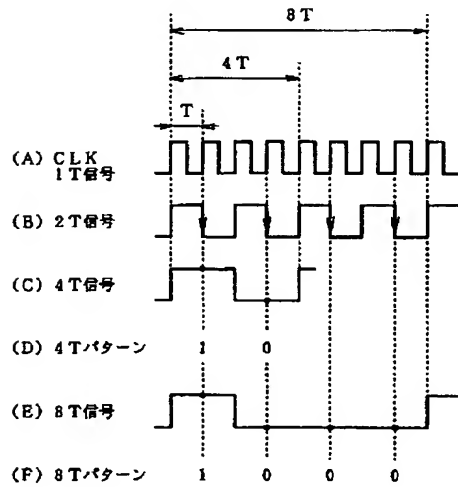 8T
4T
T
(A) CLK
1T信号
(B) 2T信号
(C) 4T信号
(D) 4Tパターン 1 0
(E) 8T信号
(F) 8Tパターン 1 0 0 0